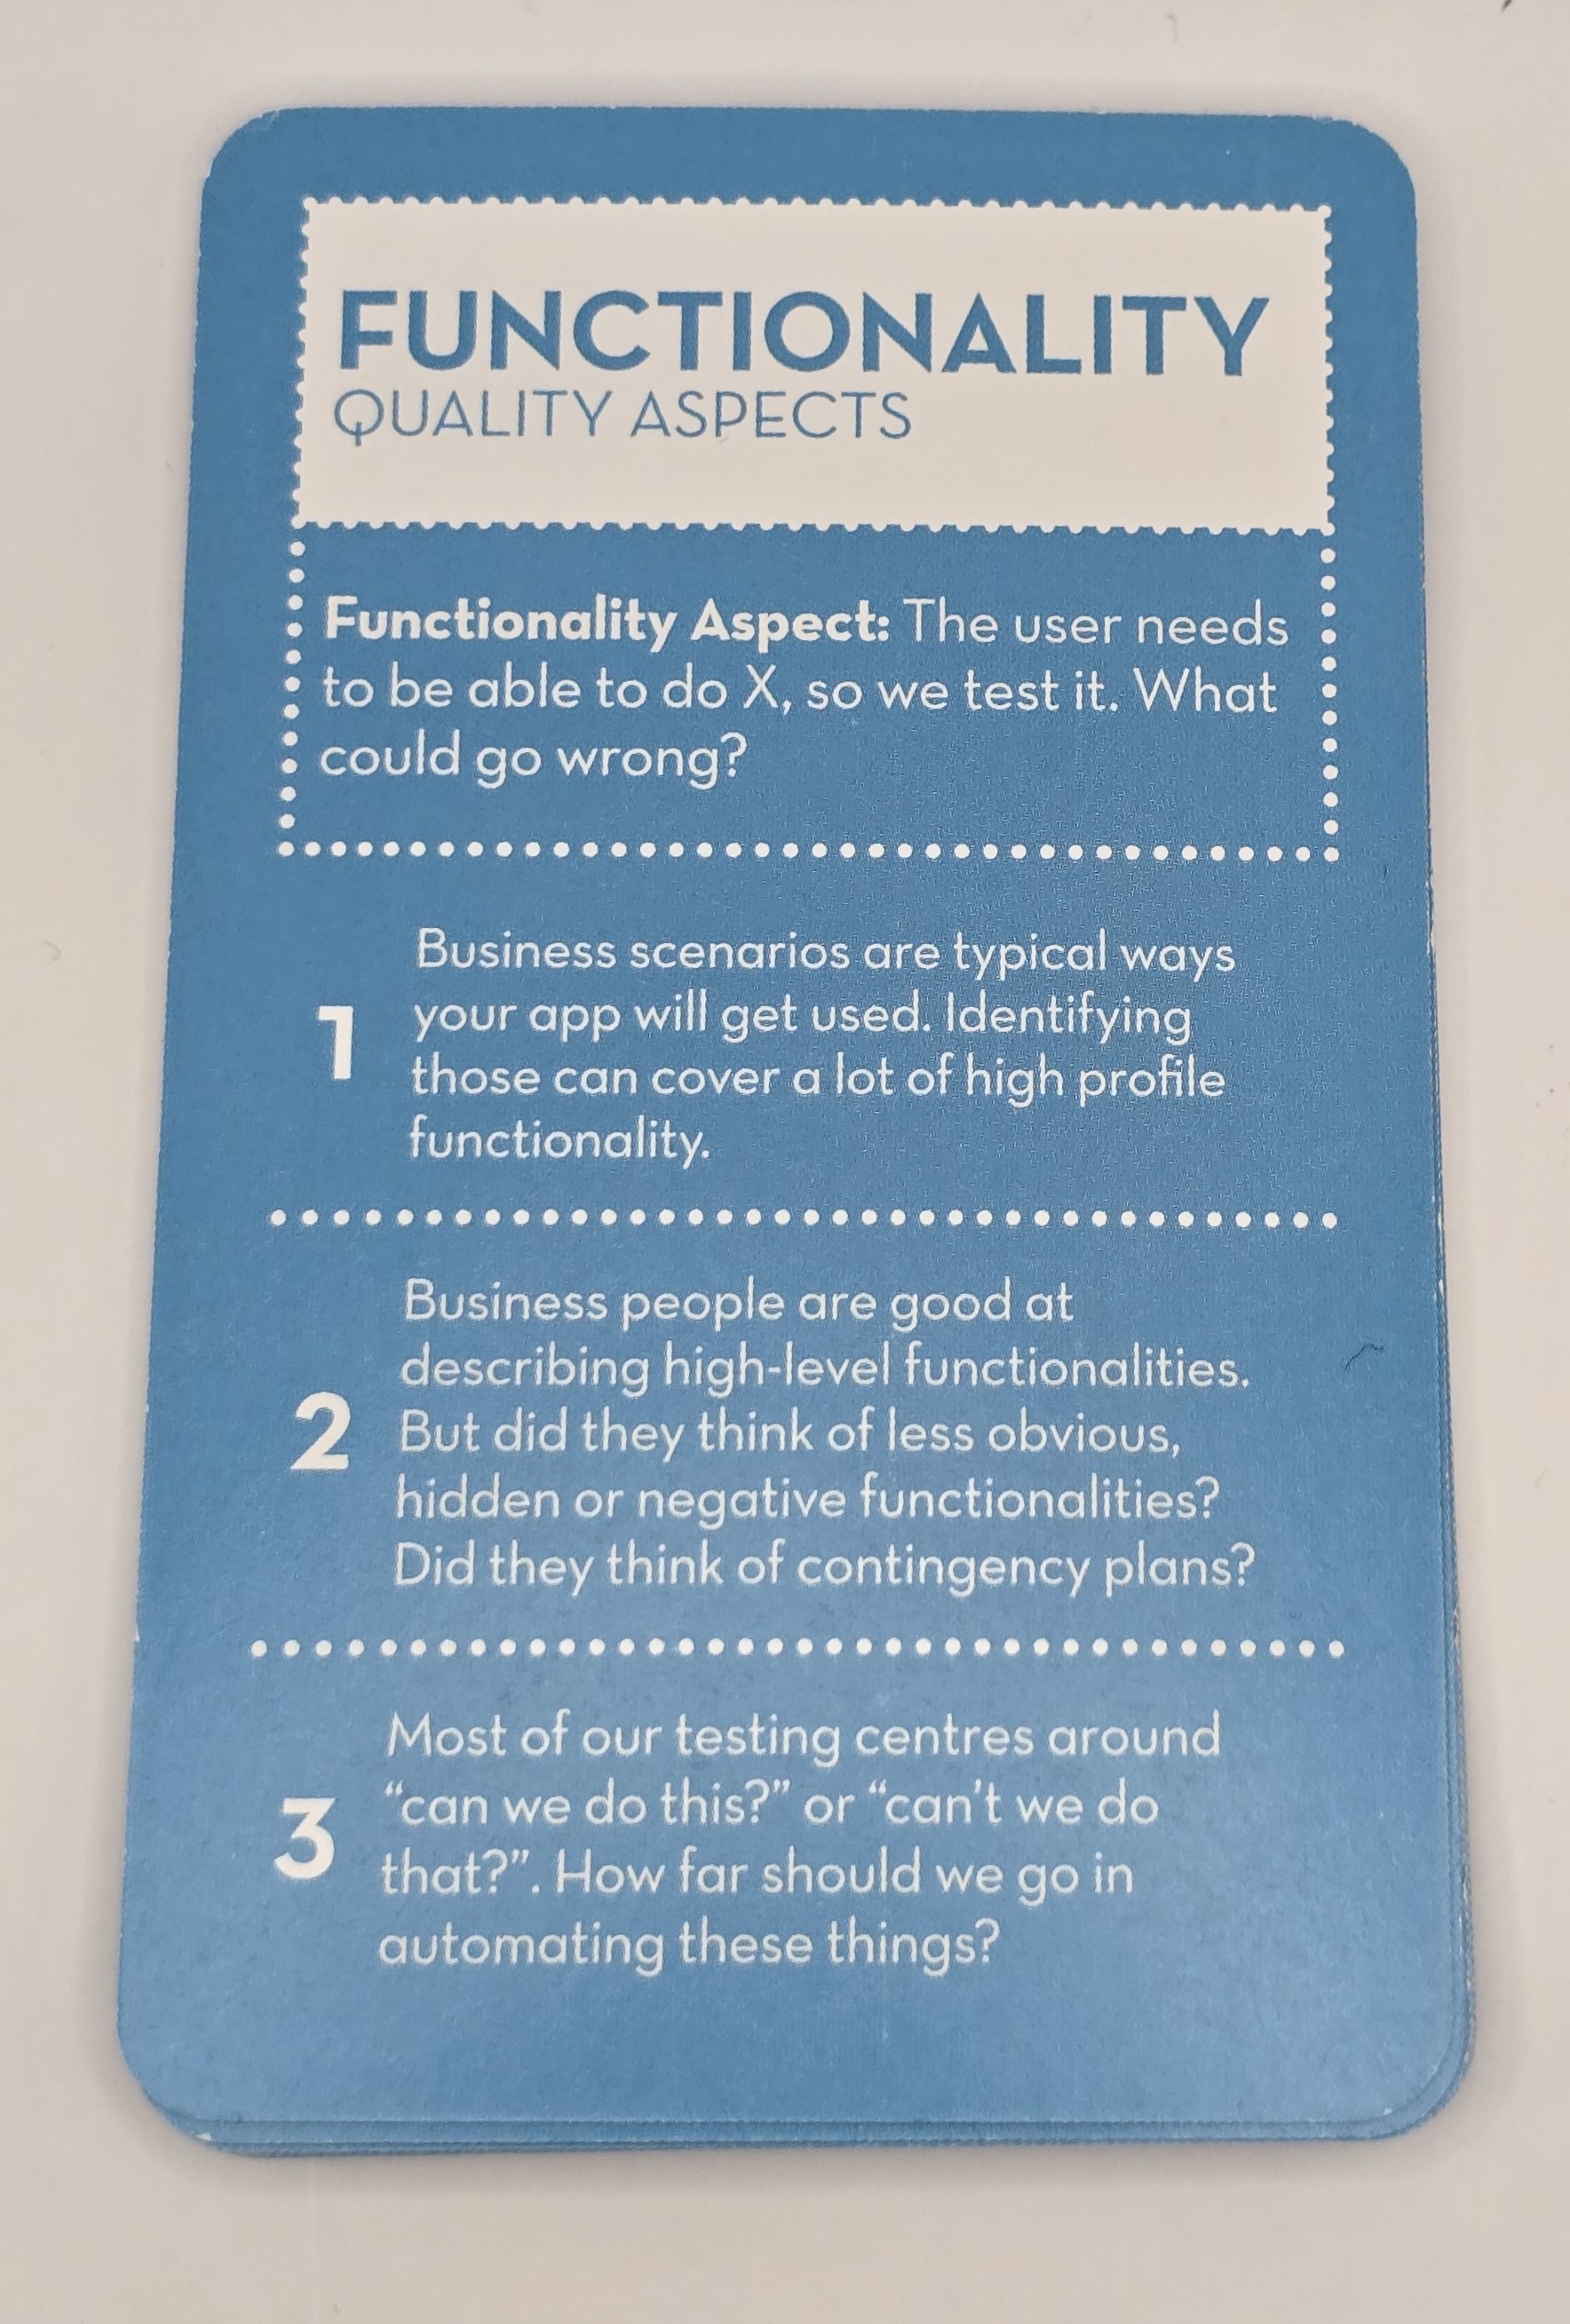 FUNCTIONALITY
QUALITY ASPECTS
Functionality Aspect: The user needs
to be able to do X, so we test it. What
could go wrong?
1
Business scenarios are typical ways
your app will get used. Identifying
those can cover a lot of high profile
functionality.
2
Business people are good at
describing high-level functionalities.
But did they think of less obvious,
hidden or negative functionalities?
Did they think of contingency plans?
3
Most of our testing centres around
“can we do this?” or “can't we do
that?”. How far should we go in
automating these things?